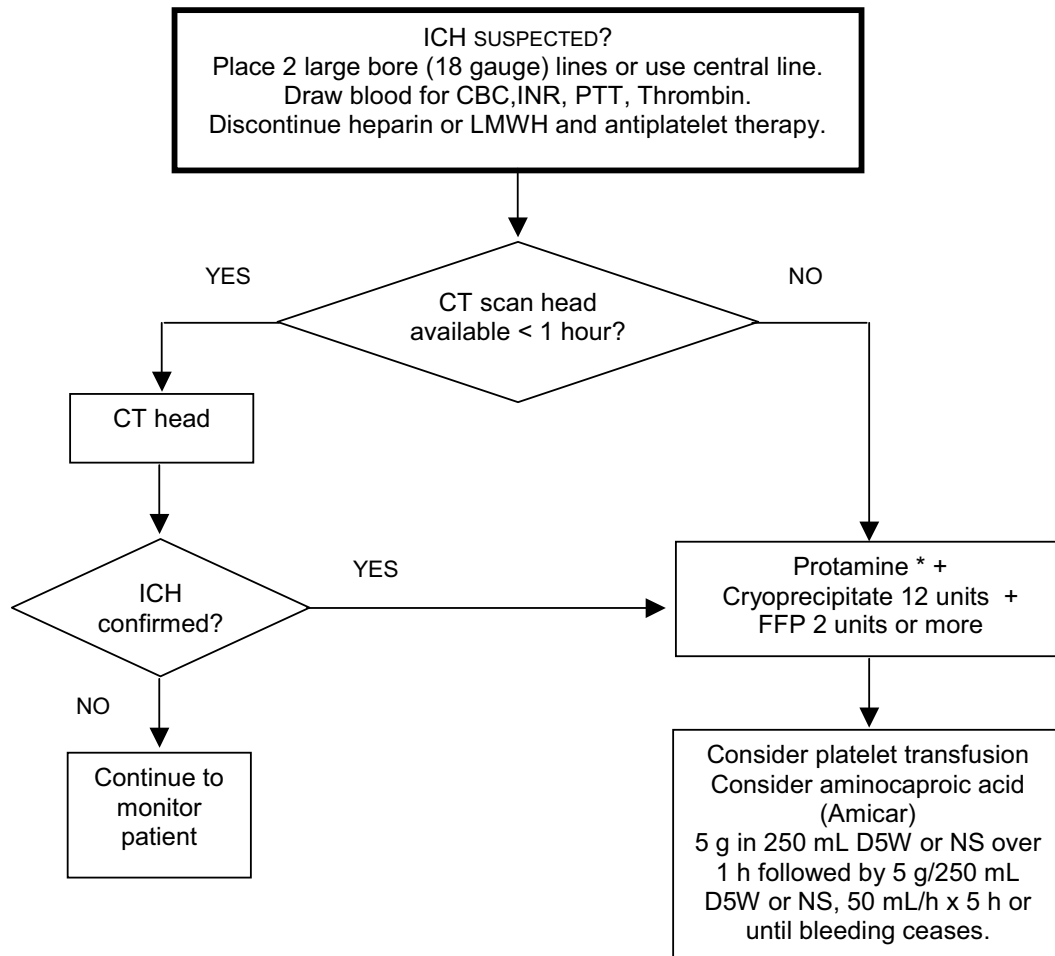 ICH SUSPECTED?
Place 2 large bore (18 gauge) lines or use central line.
Draw blood for CBC,INR, PTT, Thrombin.
Discontinue heparin or LMWH and antiplatelet therapy.
YES
NO
CT scan head
available < 1 hour?
CT head
ICH
confirmed?
YES
Protamine * +
Cryoprecipitate 12 units +
FFP 2 units or more
NO
Continue to
monitor
patient
Consider platelet transfusion
Consider aminocaproic acid
(Amicar)
5 g in 250 mL D5W or NS over
1 h followed by 5 g/250 mL
D5W or NS, 50 mL/h x 5 h or
until bleeding ceases.